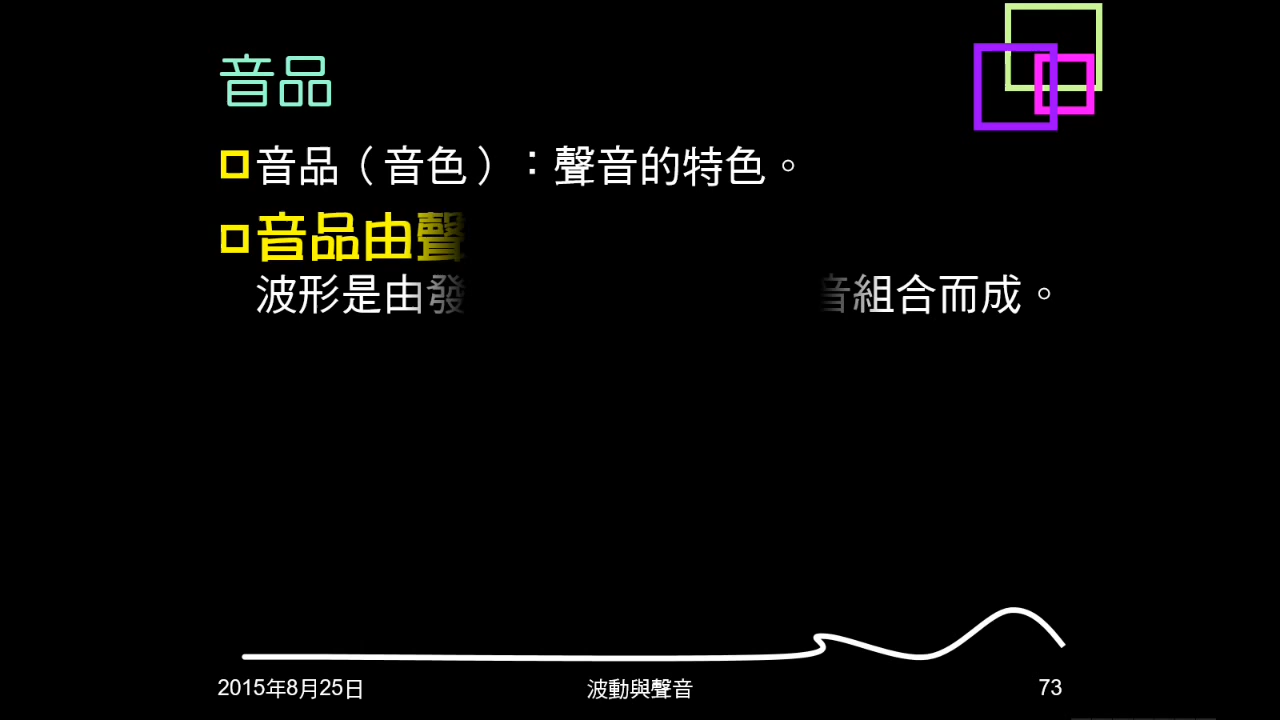 音品
音品（音色）：聲音的特色。
音品由聲
波形是由發 音組合而成。
2015年8月25日 波動與聲音 73